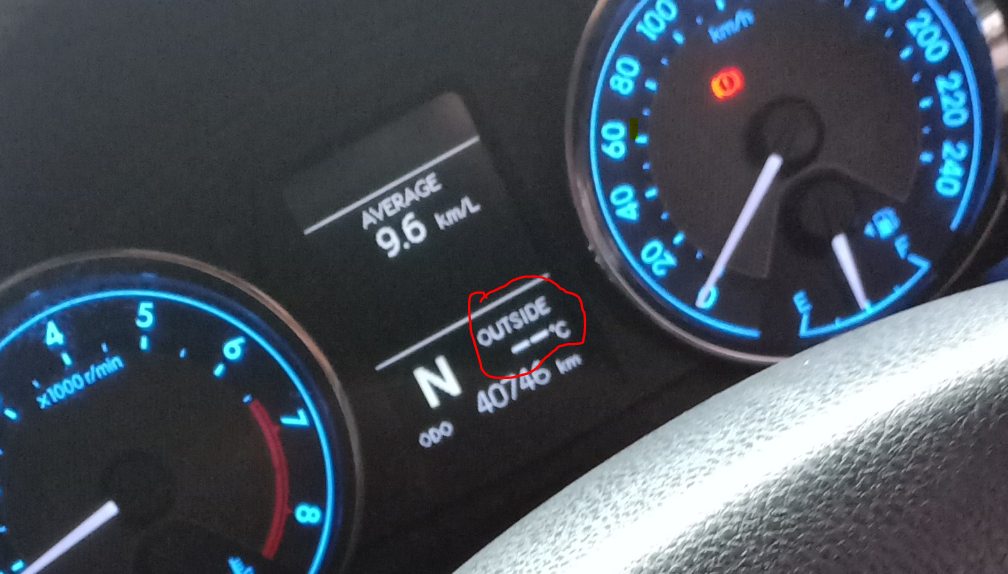 AVERAGE
9.6 km/L
OUTSIDE
--°C
N
40746 km
ODO
4
5
6
7
8
x1000 r/min
0
20
40
60
80
100
200
220
240
km/h
E
F